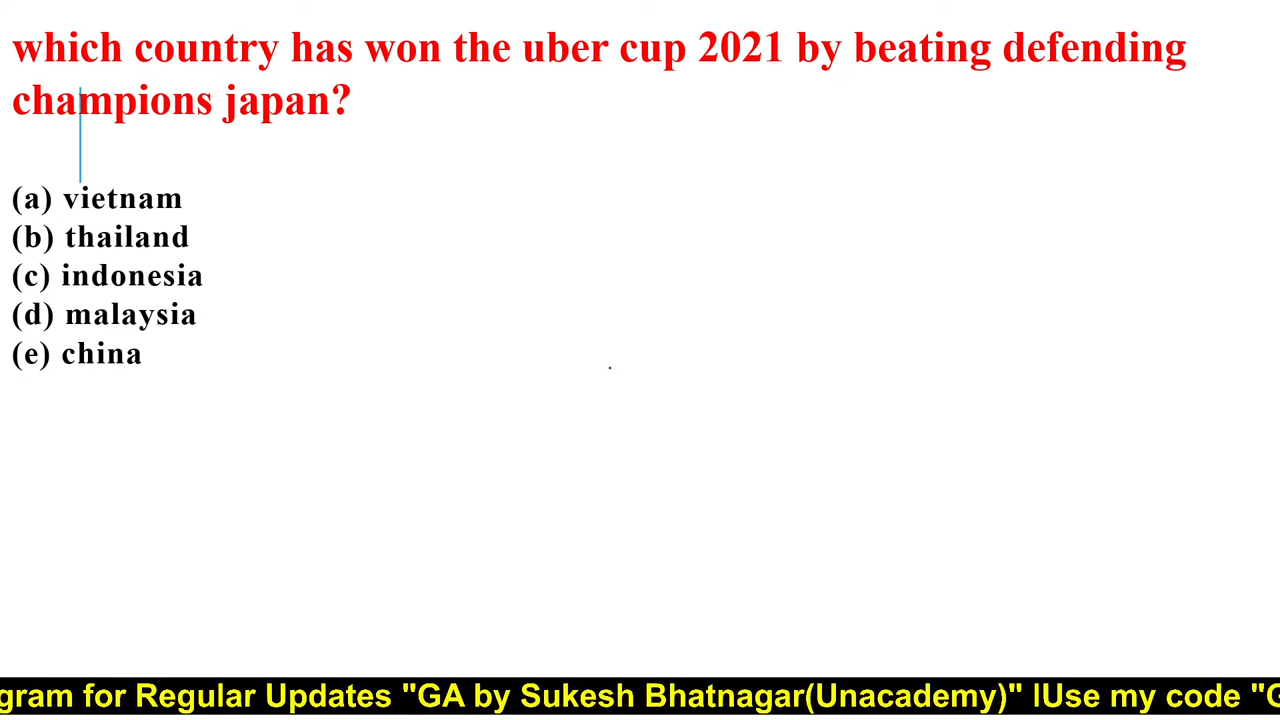 which country has won the uber cup 2021 by beating defending
champions japan?
(a) vietnam
(b) thailand
(c) indonesia
(d) malaysia
(e) china
gram for Regular Updates "GA by Sukesh Bhatnagar(Unacademy)" |Use my code "G